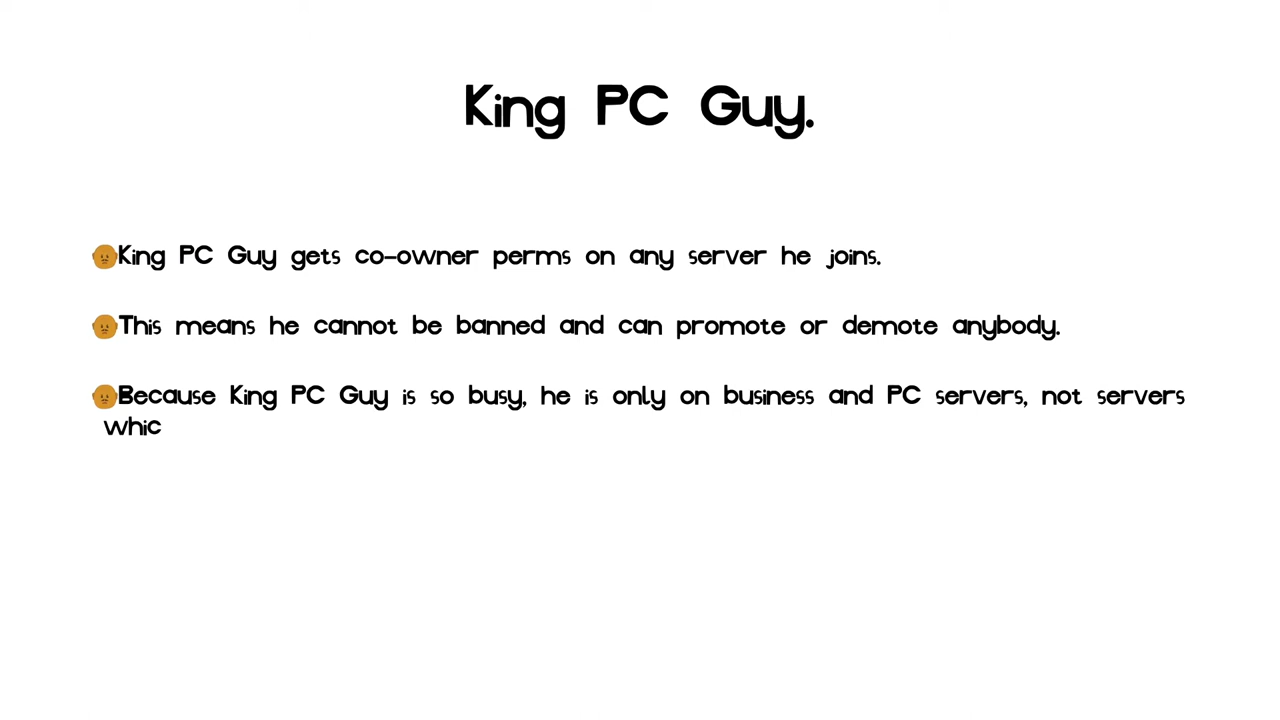 King PC Guy.
King PC Guy gets co-owner perms on any server he joins.
This means he cannot be banned and can promote or demote anybody.
Because King PC Guy is so busy, he is only on business and PC servers, not servers
whic